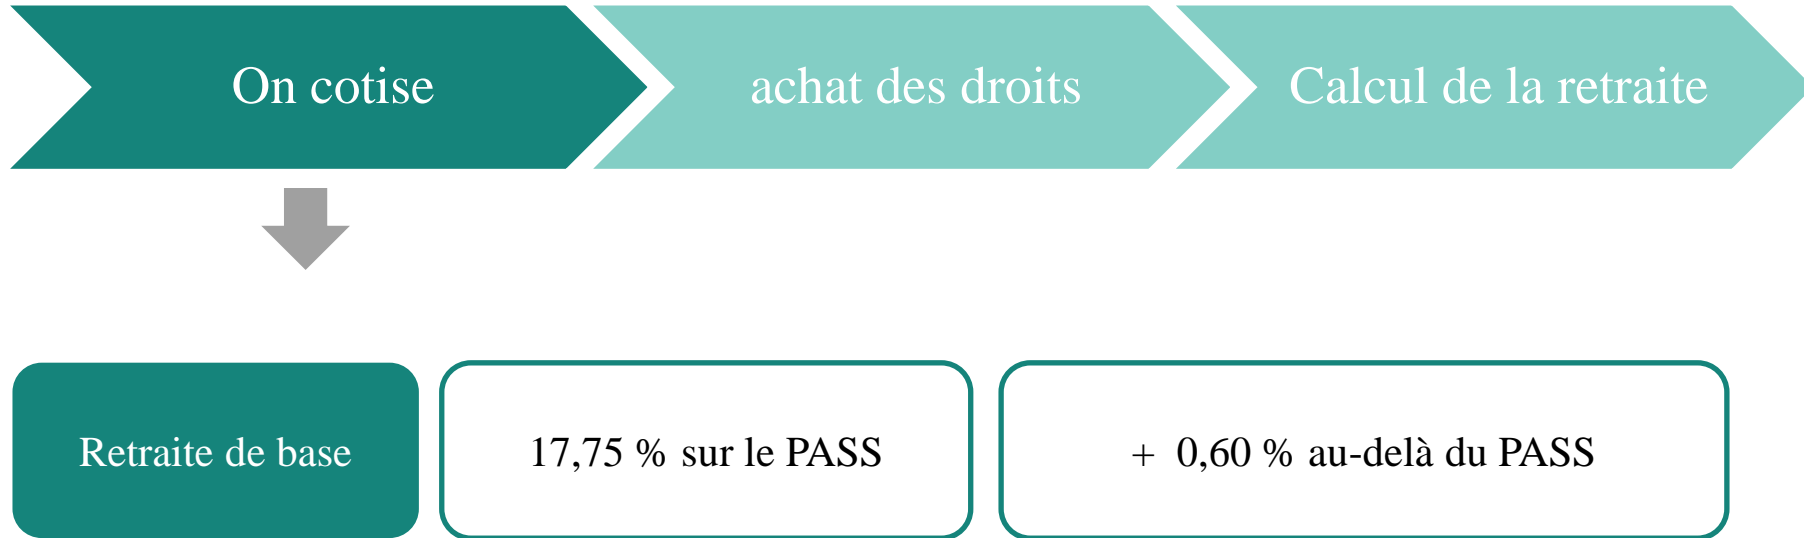 On cotise
achat des droits
Calcul de la retraite
Retraite de base
17,75 % sur le PASS
+ 0,60 % au-delà du PASS